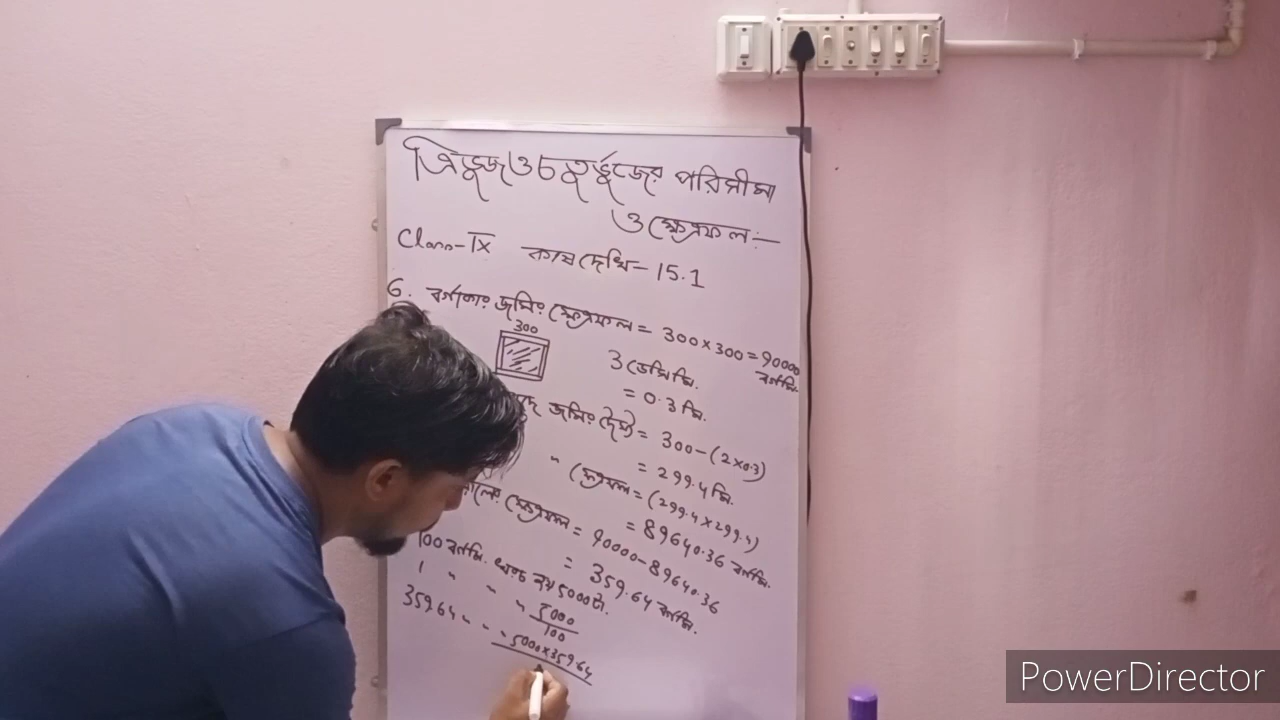 ত্রিভুজ ও চতুর্ভুজের পরিসীমা
ও ক্ষেত্রফল:—
Class-IX কষে দেখি- 15.1
6. বর্গাকার জমির ক্ষেত্রফল = 300×300=90000
বর্গমি.
300
3 ডেসিমি.
= 0.3 মি.
জমির দৈর্ঘ্য = 300-(2×0.3)
= 299.4 মি.
" ক্ষেত্রফল = (299.4×299.4)
= 89640.36 বর্গমি.
ক্ষেত্রফল = 90000-89640.36
= 359.64 বর্গমি.
100 বর্গমি. খরচ হয় 5000 টা.
1 " " " 5000
100
359.64 " " " 5000×359.64
PowerDirector